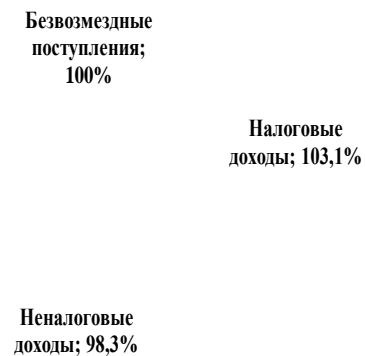 Безвозмездные
поступления;
100%
Налоговые
доходы; 103,1%
Неналоговые
доходы; 98,3%